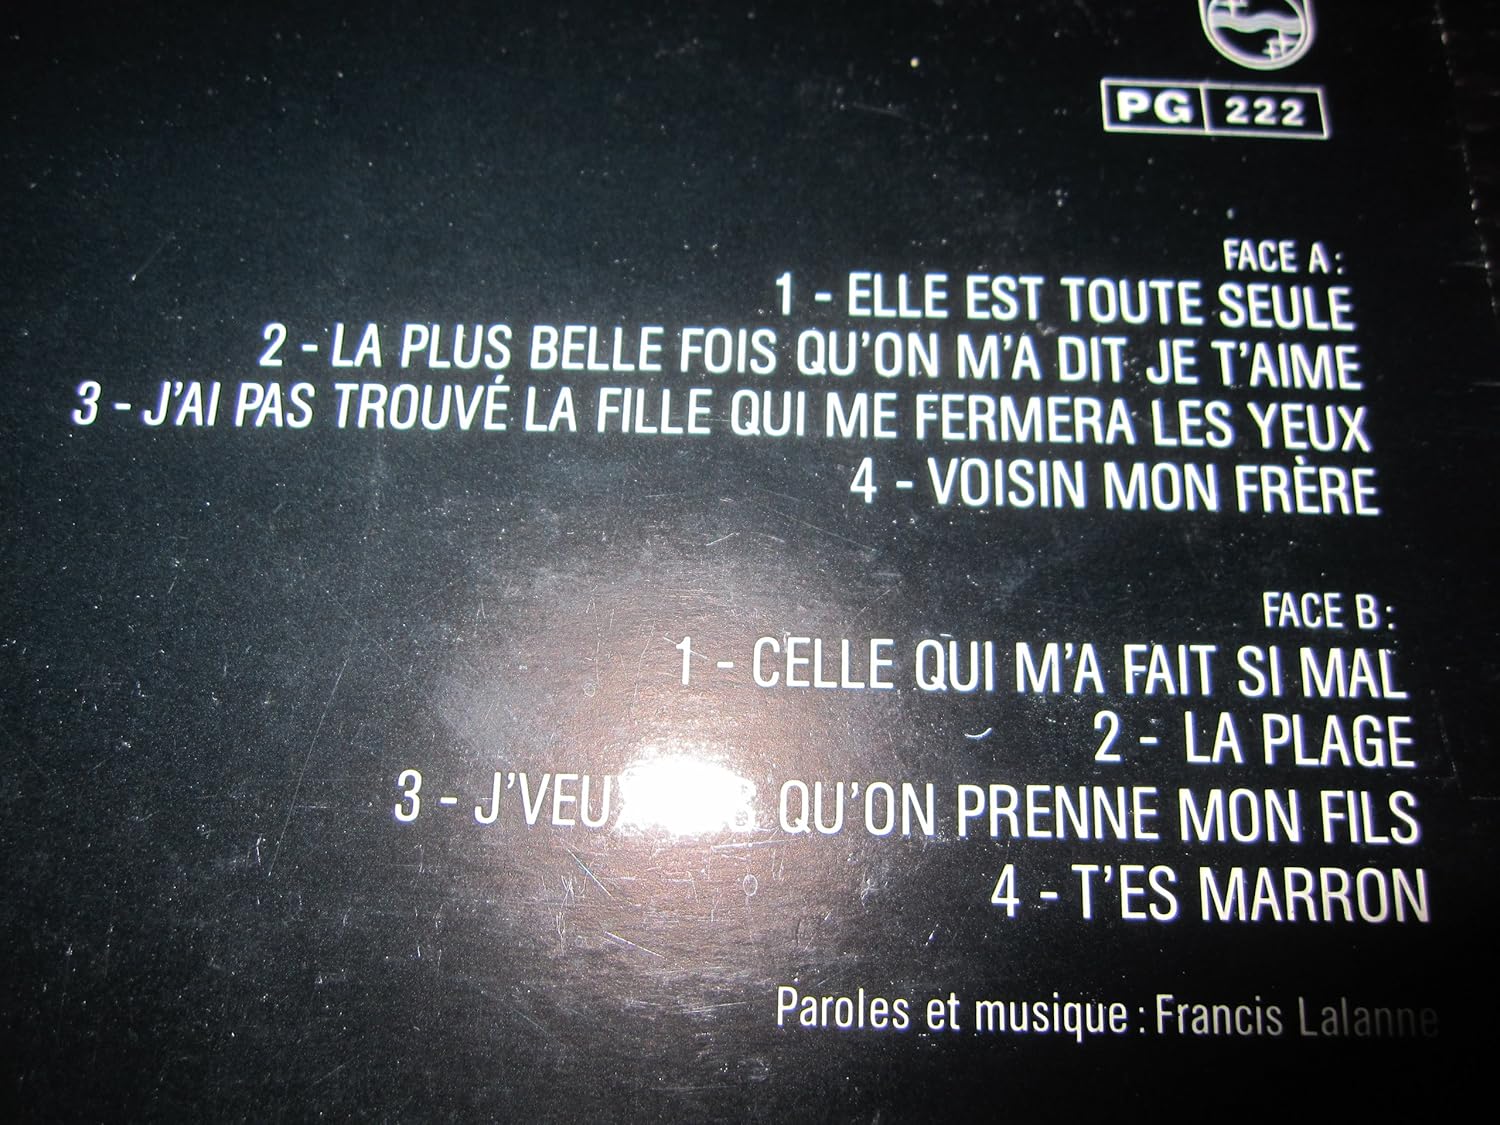 PG 222
FACE A :
1 - ELLE EST TOUTE SEULE
2 - LA PLUS BELLE FOIS QU'ON M'A DIT JE T'AIME
3 - J'AI PAS TROUVÉ LA FILLE QUI ME FERMERA LES YEUX
4 - VOISIN MON FRÈRE
FACE B :
1 - CELLE QUI M'A FAIT SI MAL
2 - LA PLAGE
3 - QU'ON PRENNE MON FILS
4 - T'ES MARRON
Paroles et musique : Francis Lalanne